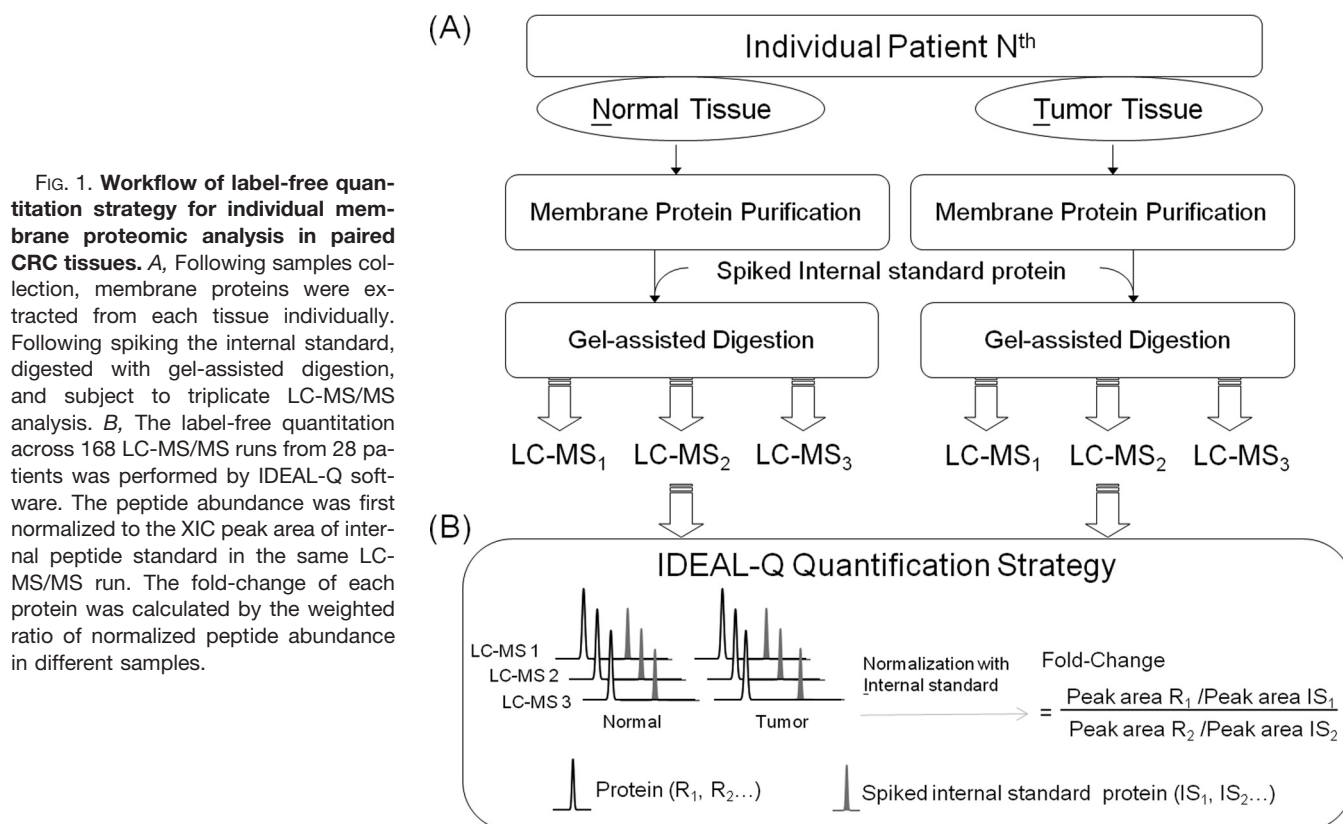 FIG. 1. Workflow of label-free quan-
titation strategy for individual mem-
brane proteomic analysis in paired
CRC tissues. A, Following samples col-
lection, membrane proteins were ex-
tracted from each tissue individually.
Following spiking the internal standard,
digested with gel-assisted digestion,
and subject to triplicate LC-MS/MS
analysis. B, The label-free quantitation
across 168 LC-MS/MS runs from 28 pa-
tients was performed by IDEAL-Q soft-
ware. The peptide abundance was first
normalized to the XIC peak area of inter-
nal peptide standard in the same LC-
MS/MS run. The fold-change of each
protein was calculated by the weighted
ratio of normalized peptide abundance
in different samples.
(A)
Individual Patient Nth
Normal Tissue Tumor Tissue
Membrane Protein Purification Membrane Protein Purification
Spiked Internal standard protein
Gel-assisted Digestion Gel-assisted Digestion
LC-MS1 LC-MS2 LC-MS3 LC-MS1 LC-MS2 LC-MS3
(B)
IDEAL-Q Quantification Strategy
LC-MS 1
LC-MS 2
LC-MS 3
Normal Tumor
Normalization with
Internal standard
Fold-Change
= Peak area R1 /Peak area IS1
Peak area R2 /Peak area IS2
Protein (R1, R2...) Spiked internal standard protein (IS1, IS2...)